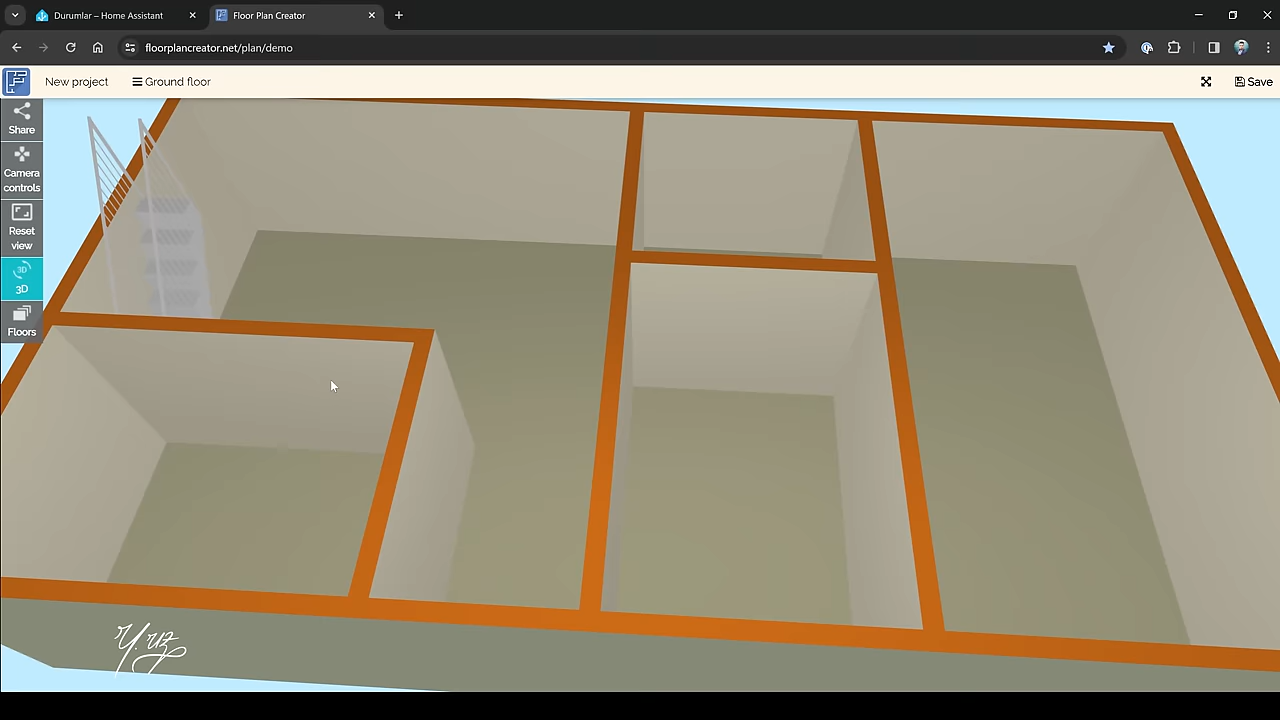 Durumlar – Home Assistant
Floor Plan Creator
floorplancreator.net/plan/demo
New project
Ground floor
Save
Share
Camera
controls
Reset
view
3D
3D
Floors